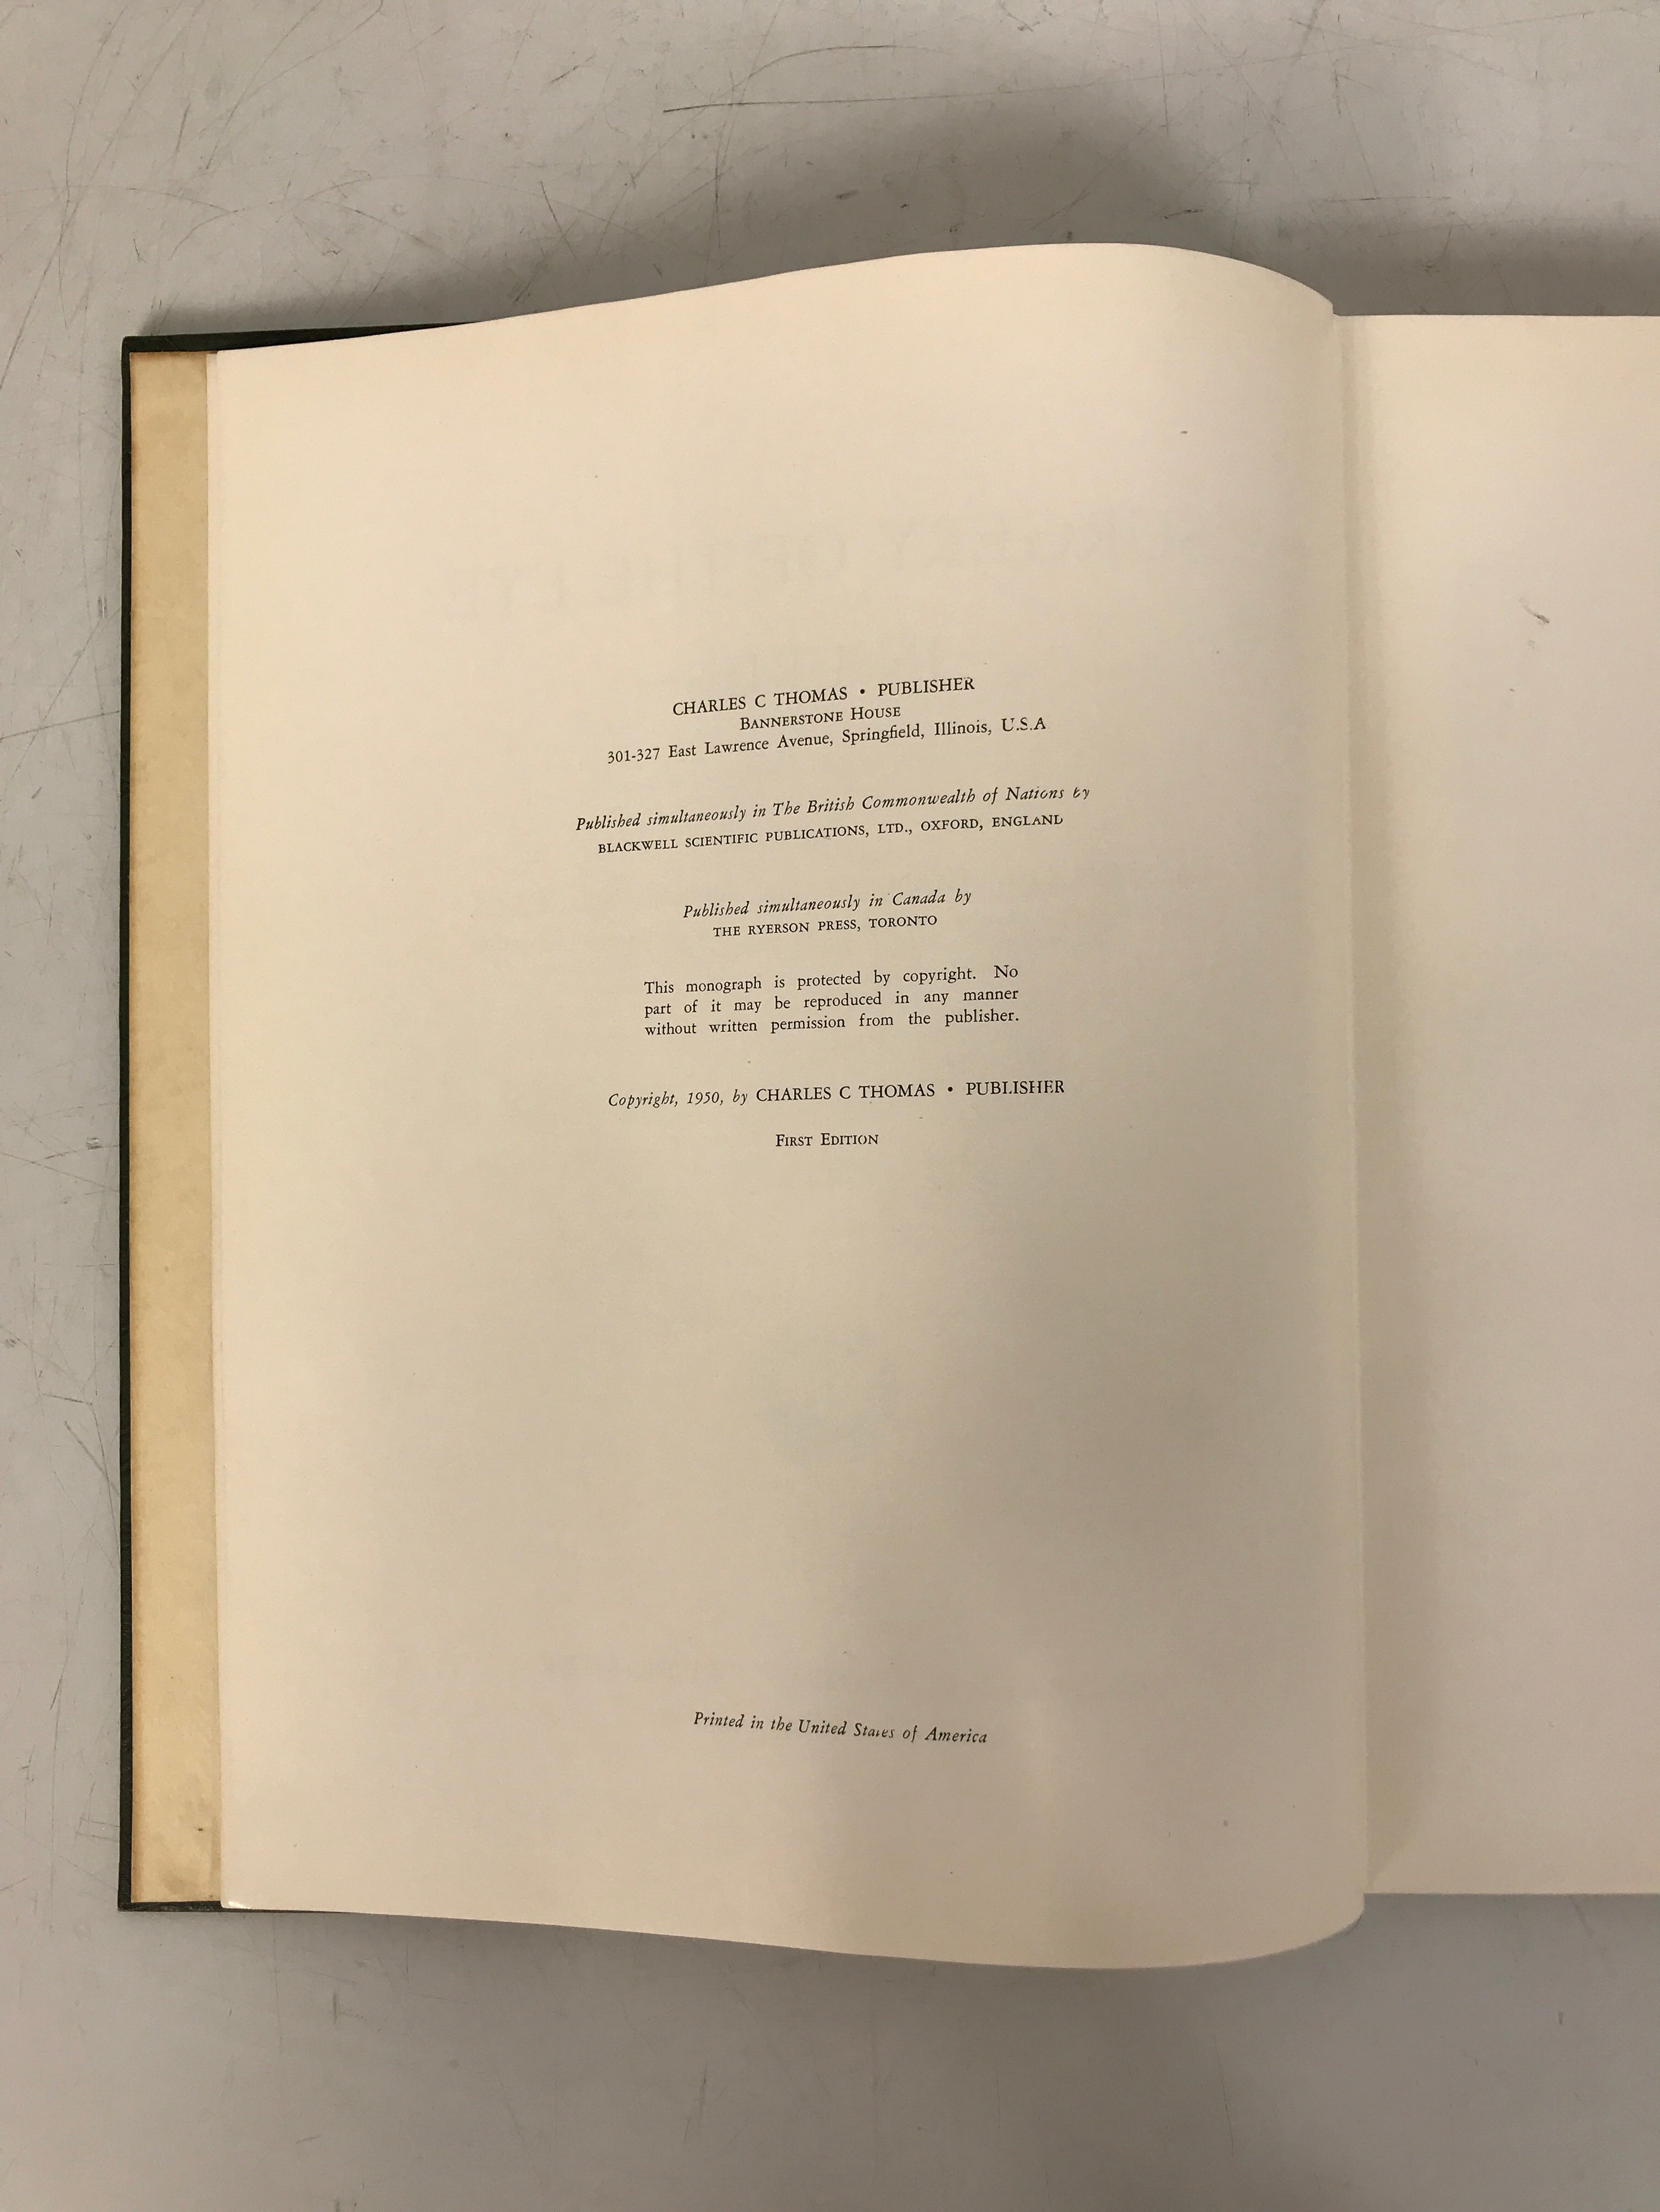 CHARLES C THOMAS • PUBLISHER
BANNERSTONE HOUSE
301-327 East Lawrence Avenue, Springfield, Illinois, U.S.A
Published simultaneously in The British Commonwealth of Nations by
BLACKWELL SCIENTIFIC PUBLICATIONS, LTD., OXFORD, ENGLAND
Published simultaneously in Canada by
THE RYERSON PRESS, TORONTO
This monograph is protected by copyright. No
part of it may be reproduced in any manner
without written permission from the publisher.
Copyright, 1950, by CHARLES C THOMAS • PUBLISHER
FIRST EDITION
Printed in the United States of America